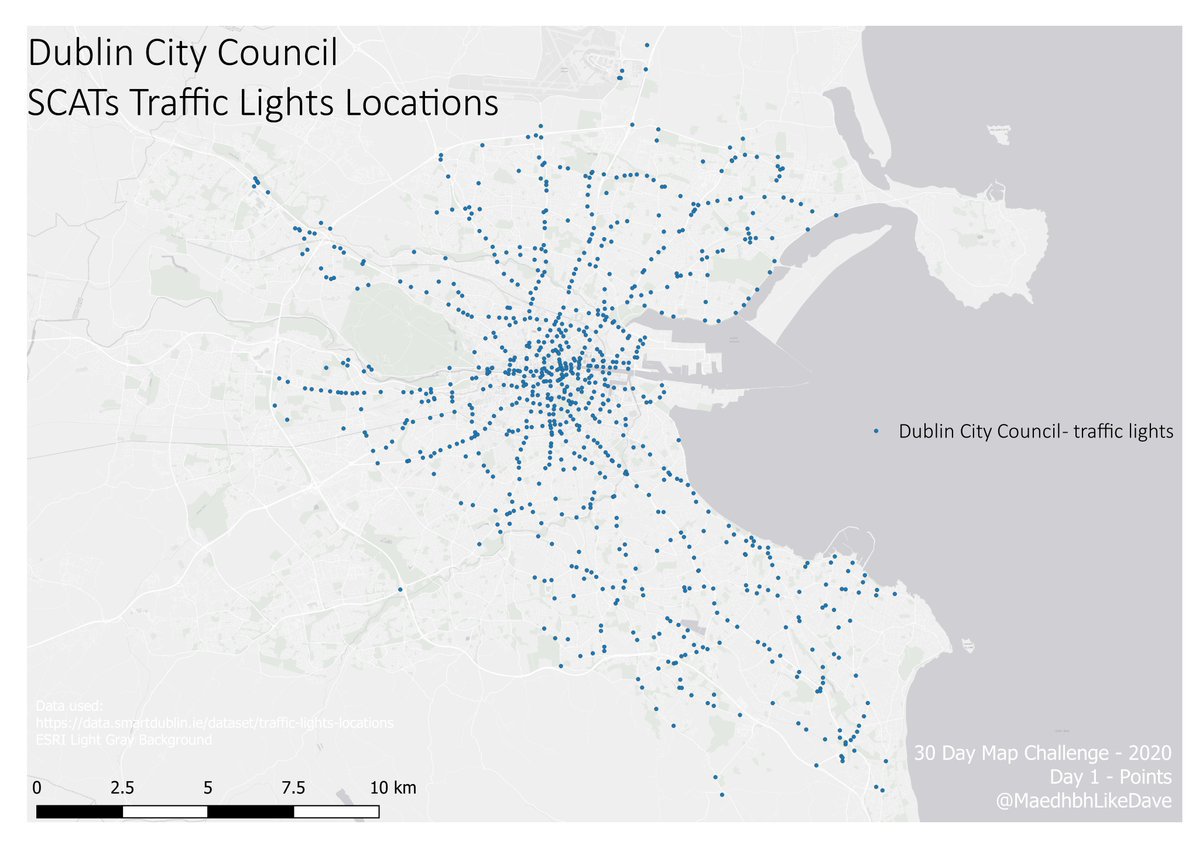 Dublin City Council
SCATs Traffic Lights Locations
Dublin City Council- traffic lights
Data used:
https://data.smartdublin.ie/dataset/traffic-lights-locations
ESRI Light Gray Background
30 Day Map Challenge - 2020
Day 1 - Points
@MaedhbhLikeDave
0 2.5 5 7.5 10 km